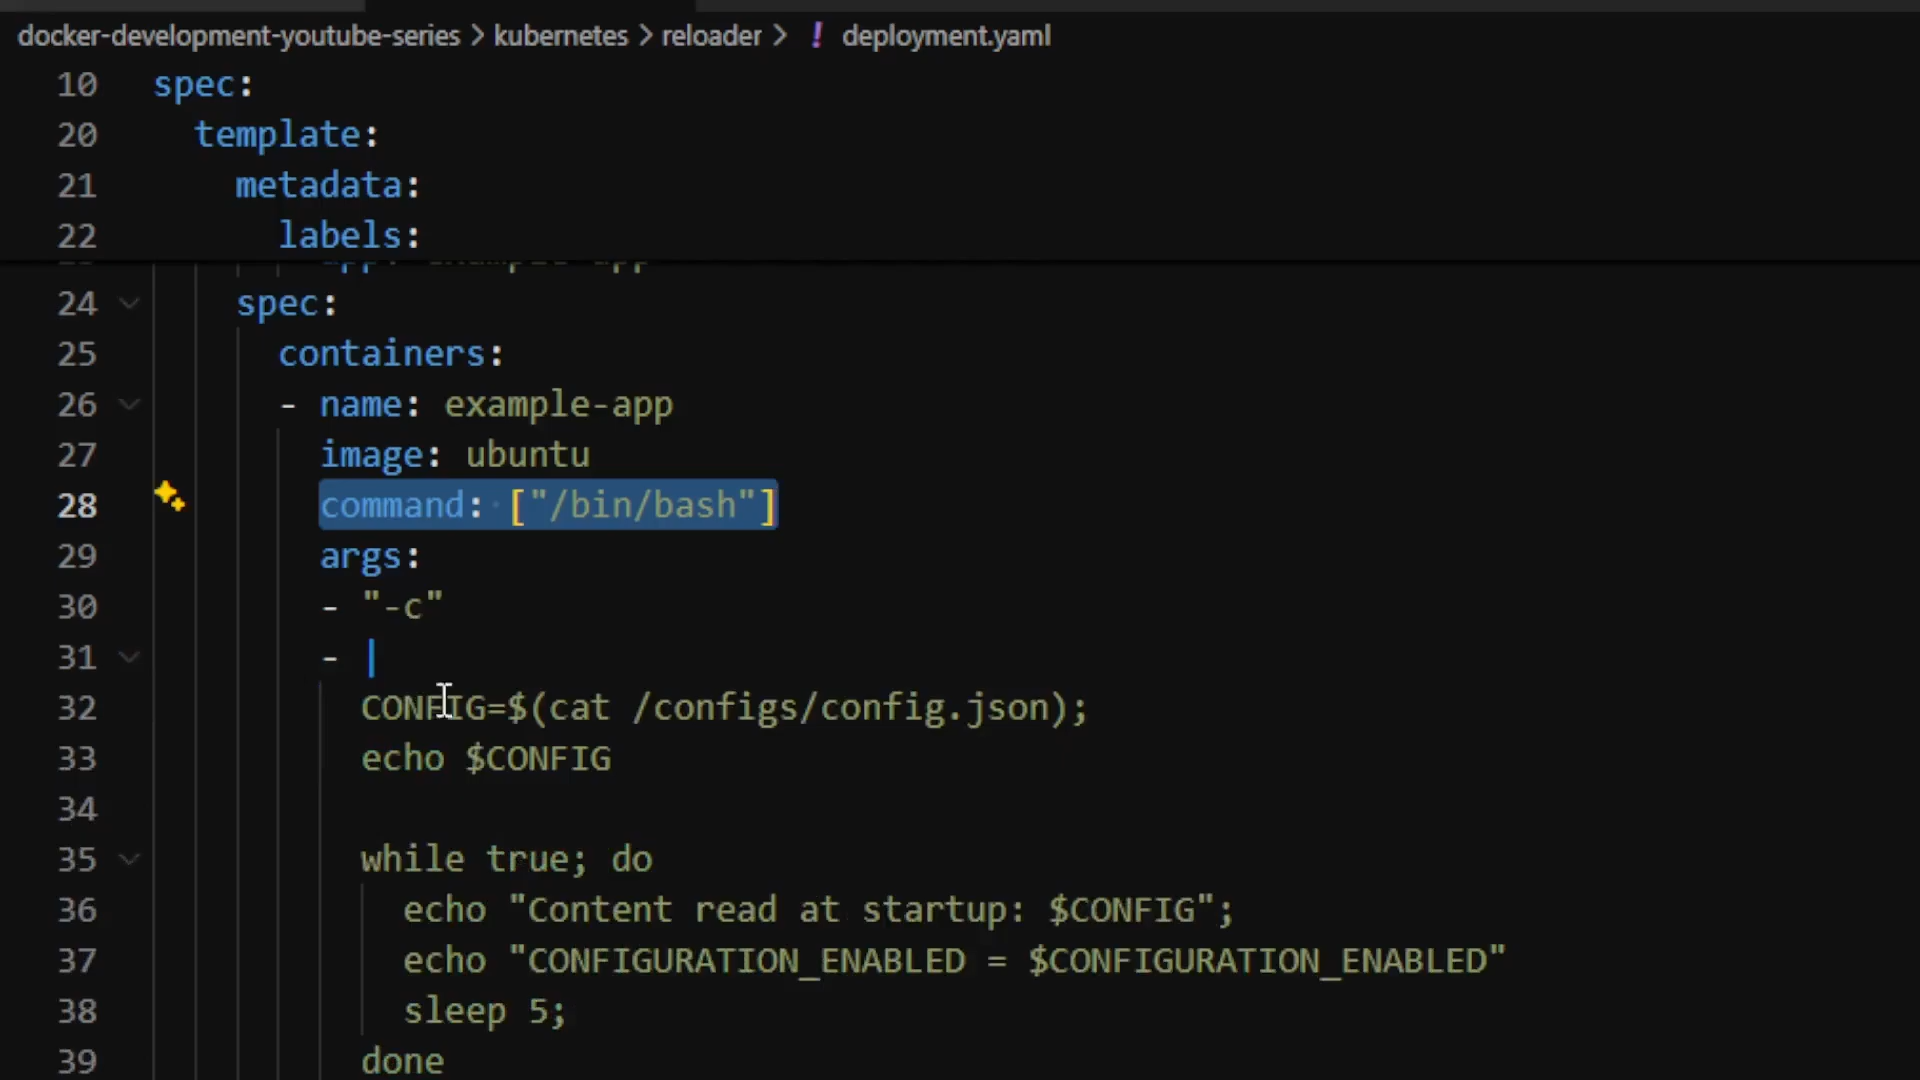 docker-development-youtube-series > kubernetes > reloader > ! deployment.yaml
10 spec:
20 template:
21 metadata:
22 labels:
24 spec:
25 containers:
26 - name: example-app
27 image: ubuntu
28 command: ["/bin/bash"]
29 args:
30 - "-c"
31 - |
32 CONFIG=$(cat /configs/config.json);
33 echo $CONFIG
34
35 while true; do
36 echo "Content read at startup: $CONFIG";
37 echo "CONFIGURATION_ENABLED = $CONFIGURATION_ENABLED"
38 sleep 5;
39 done